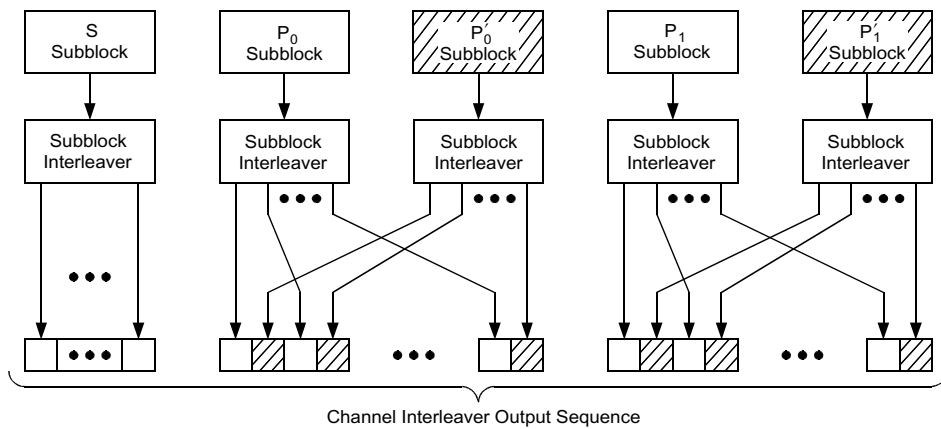 S
Subblock
P0
Subblock
P′0
Subblock
P1
Subblock
P′1
Subblock
Subblock
Interleaver
Subblock
Interleaver
Subblock
Interleaver
Subblock
Interleaver
Subblock
Interleaver
Channel Interleaver Output Sequence